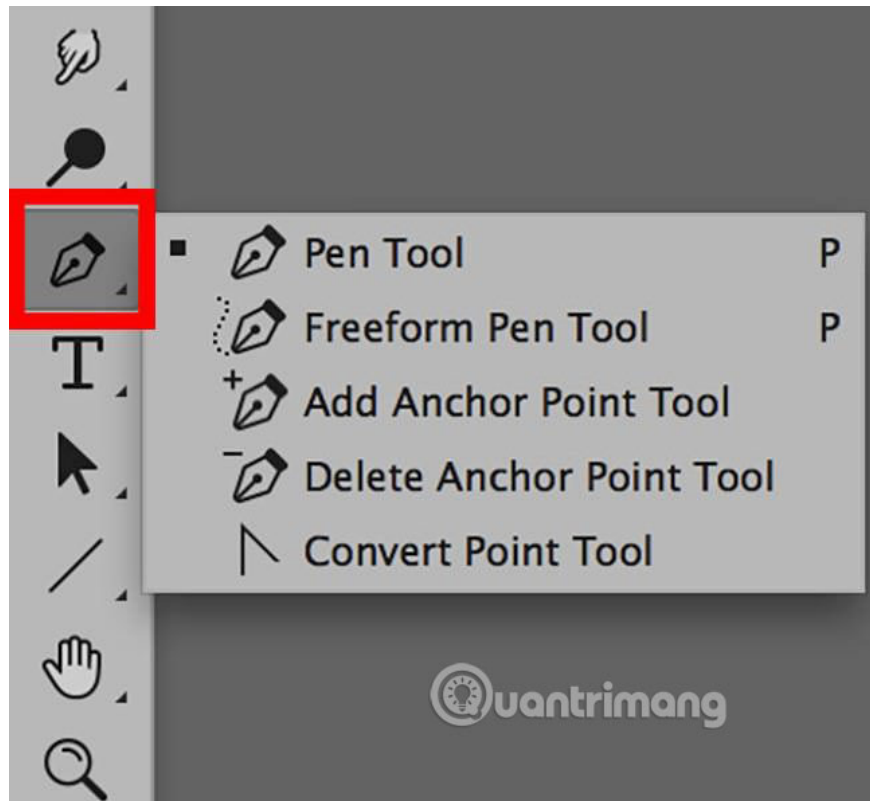 Pen Tool P
Freeform Pen Tool P
Add Anchor Point Tool
T
Delete Anchor Point Tool
Convert Point Tool
Quantrimang